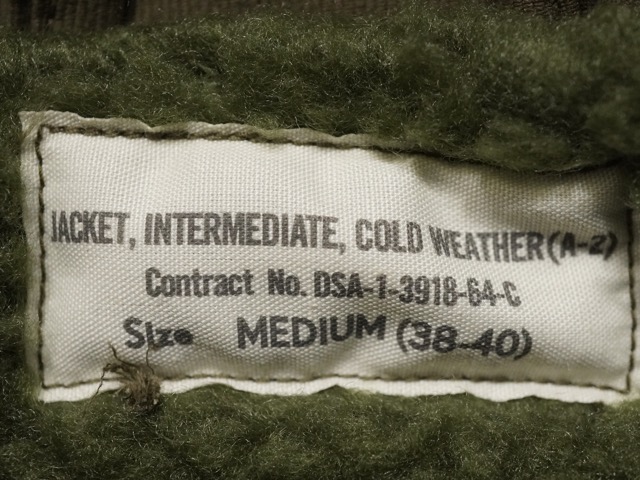 JACKET, INTERMEDIATE, COLD WEATHER (A-2)
Contract No. DSA-1-3918-64-C
Size MEDIUM (38-40)